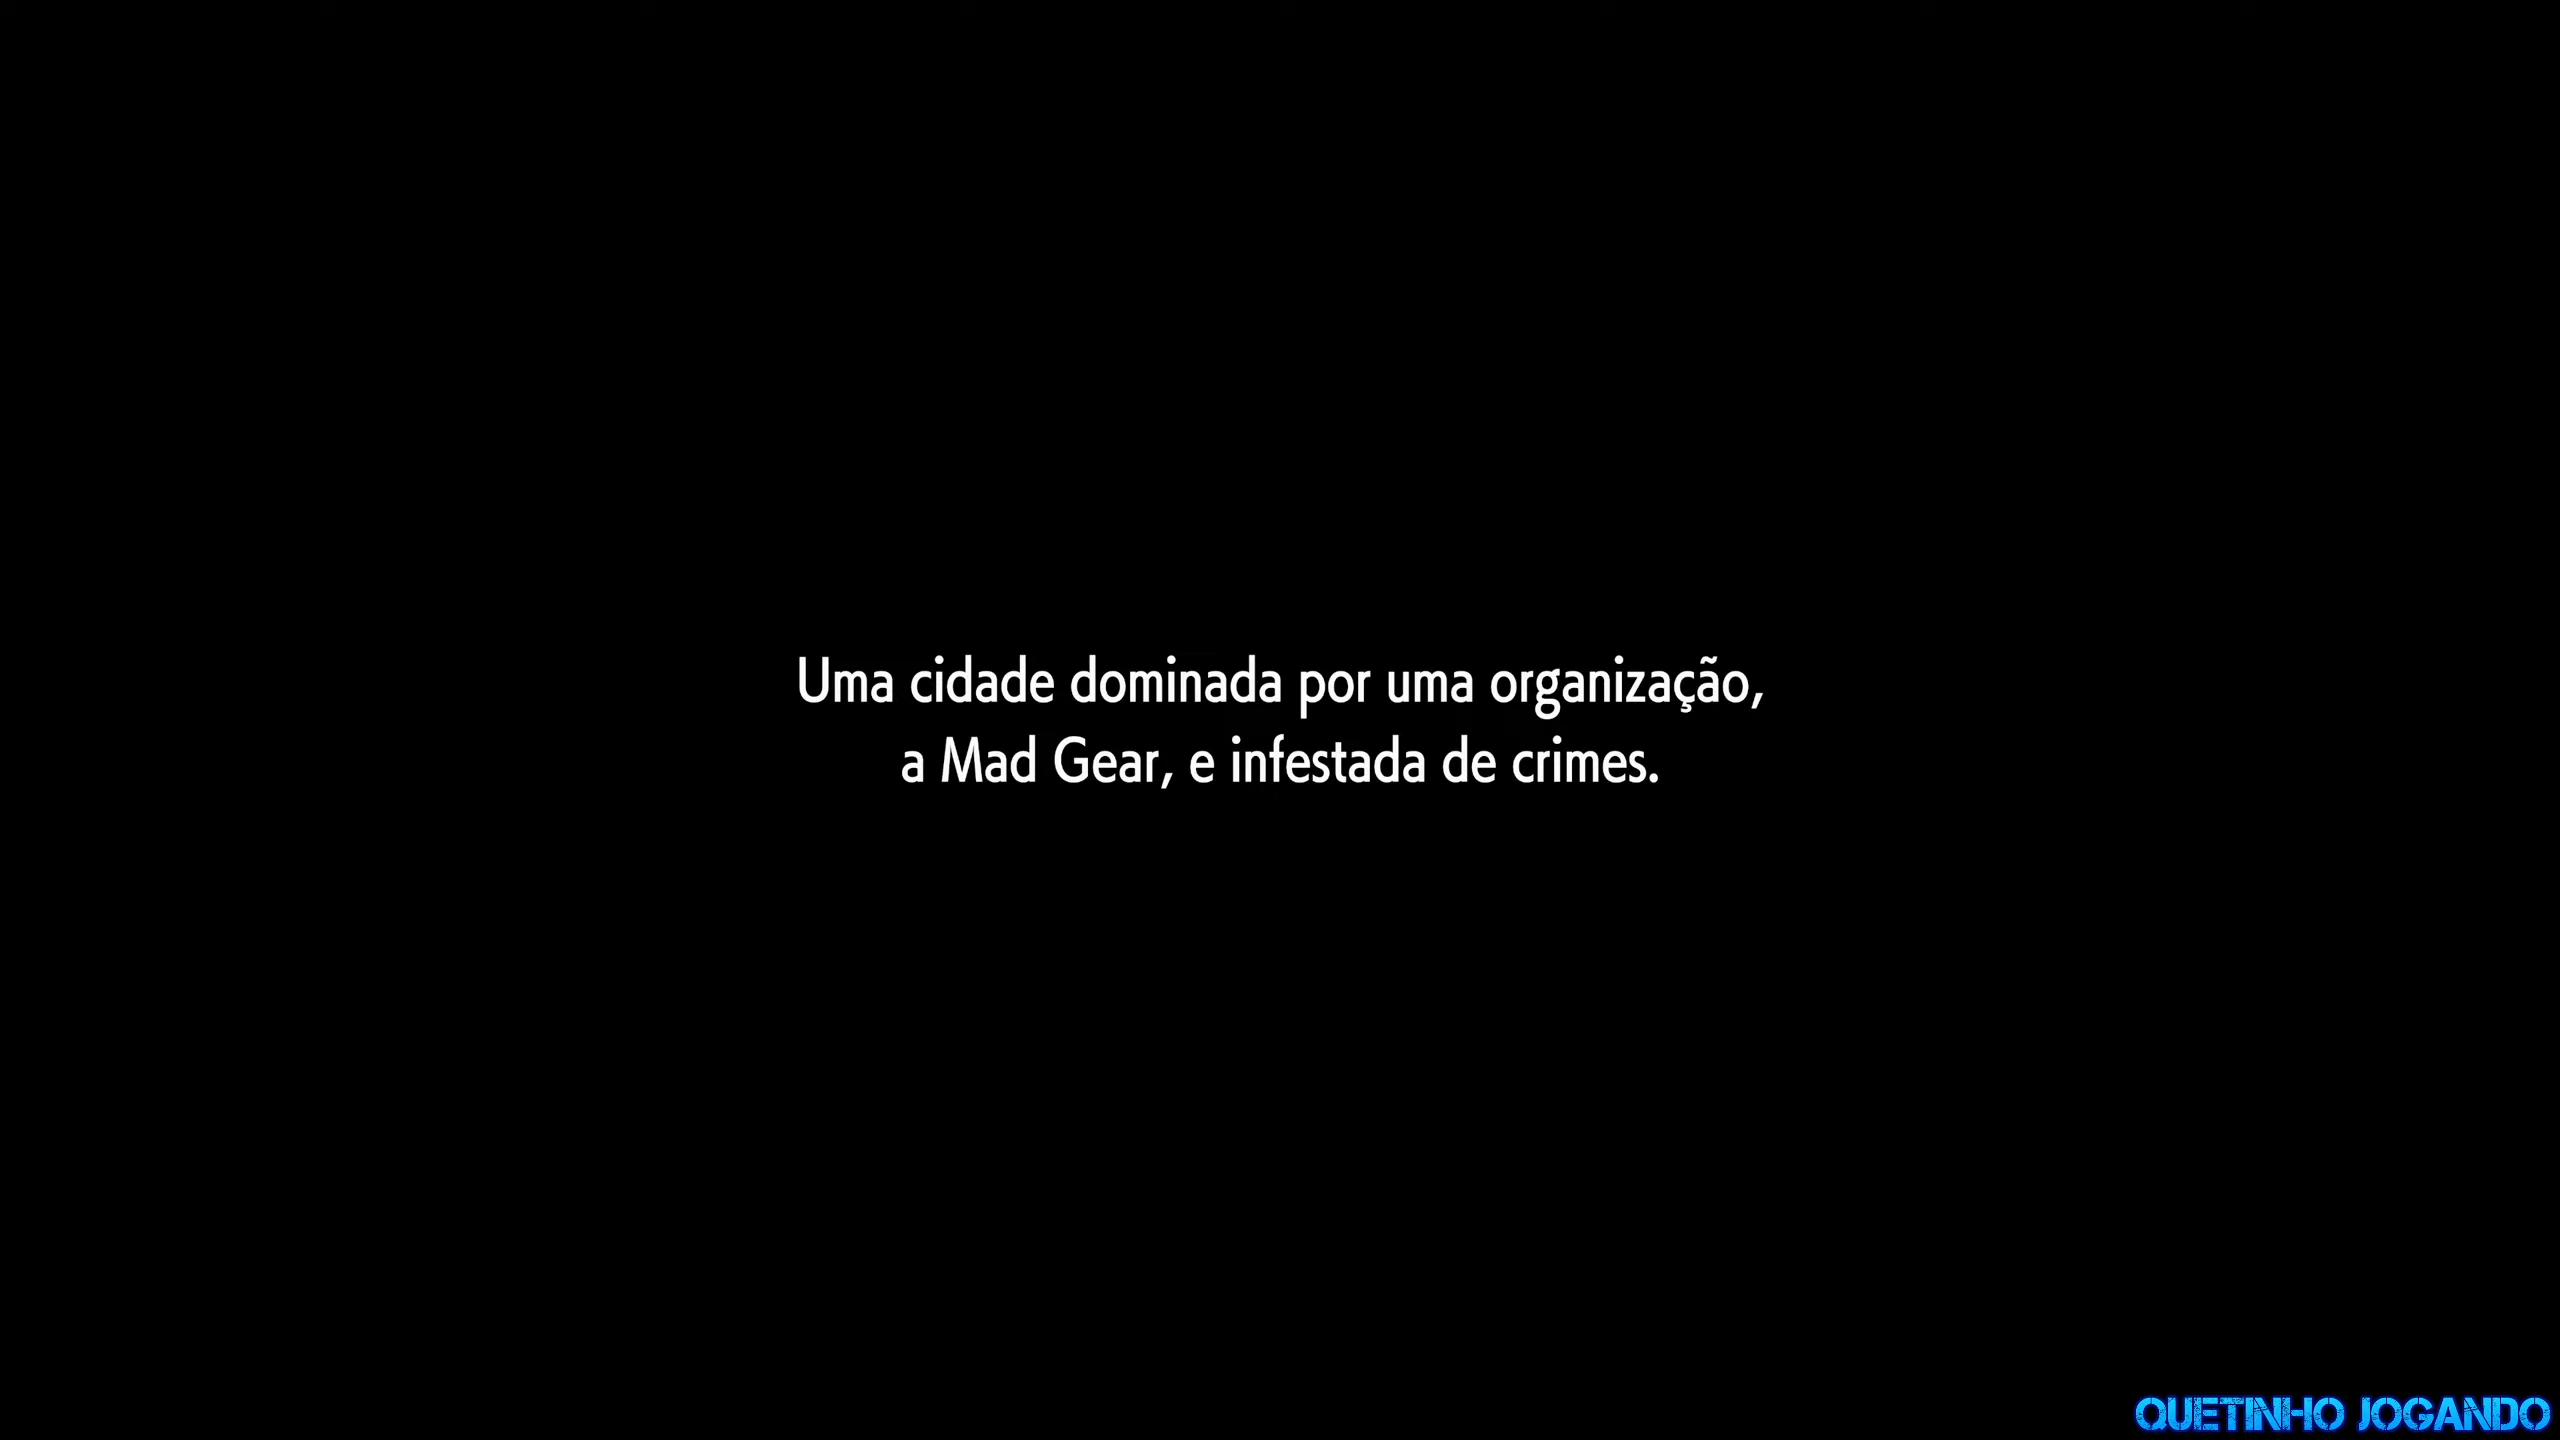 Uma cidade dominada por uma organização,
a Mad Gear, e infestada de crimes.
QUETINHO JOGANDO